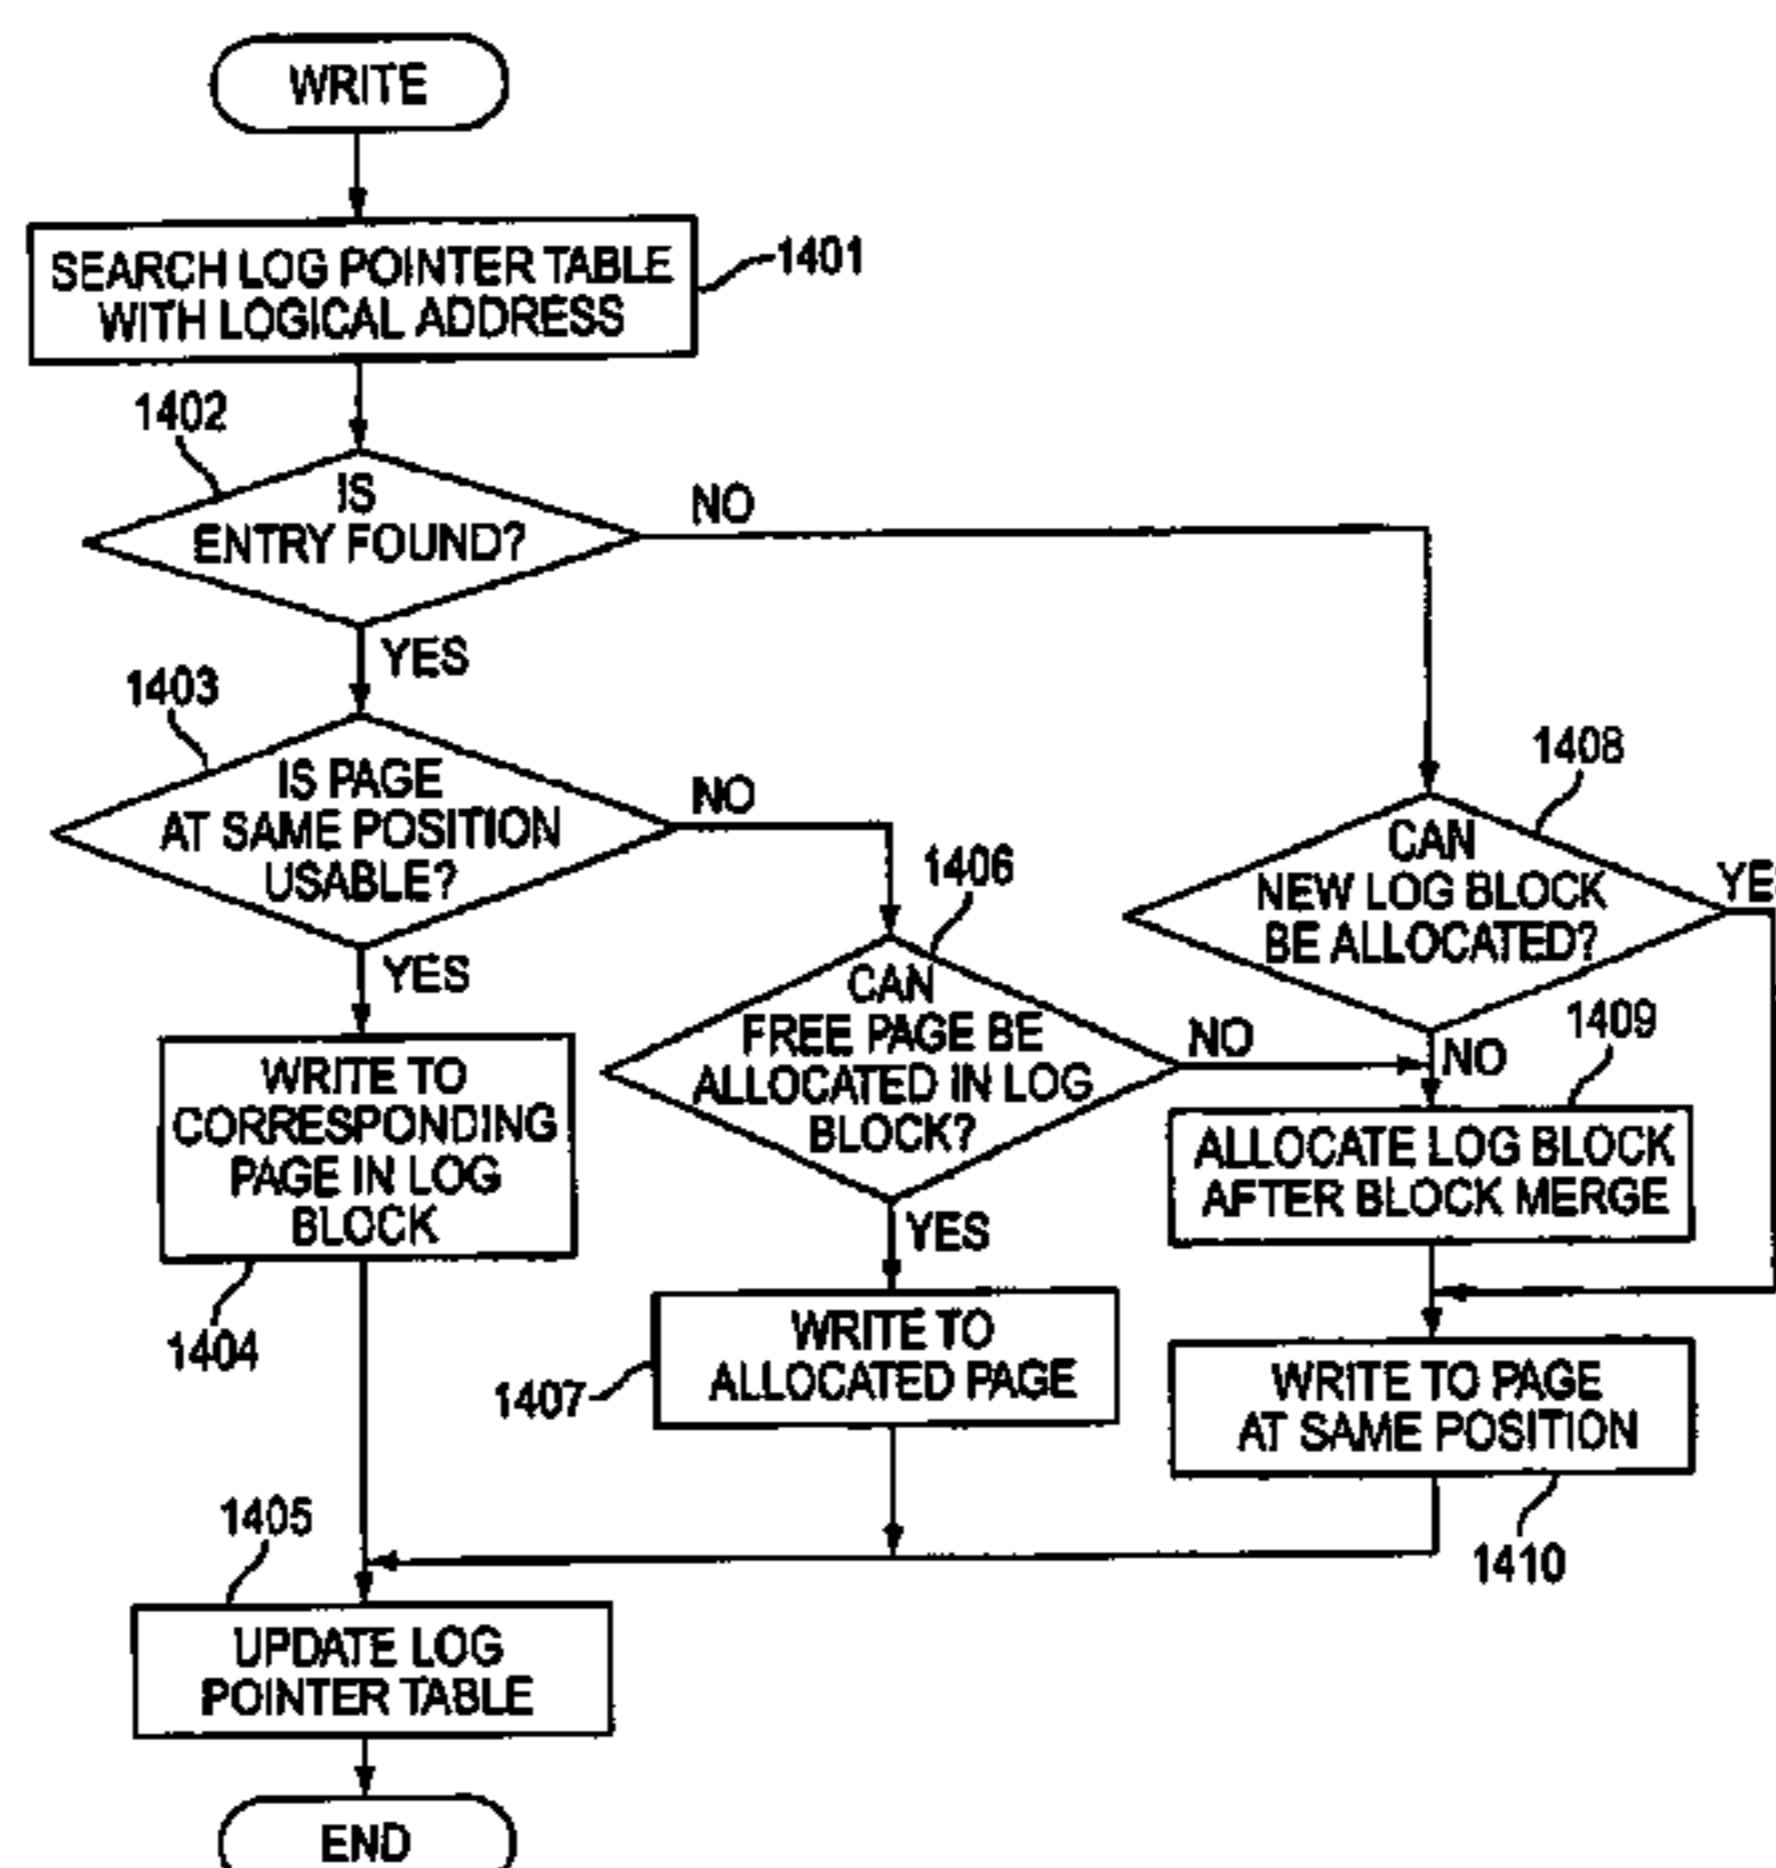 WRITE
SEARCH LOG POINTER TABLE
WITH LOGICAL ADDRESS
1401
1402
IS
ENTRY FOUND?
NO
YES
1403
IS PAGE
AT SAME POSITION
USABLE?
NO
YES
1408
CAN
NEW LOG BLOCK
BE ALLOCATED?
YES
NO
1406
CAN
FREE PAGE BE
ALLOCATED IN LOG
BLOCK?
NO
YES
WRITE TO
CORRESPONDING
PAGE IN LOG
BLOCK
1404
1409
ALLOCATE LOG BLOCK
AFTER BLOCK MERGE
WRITE TO
ALLOCATED PAGE
1407
WRITE TO PAGE
AT SAME POSITION
1410
1405
UPDATE LOG
POINTER TABLE
END